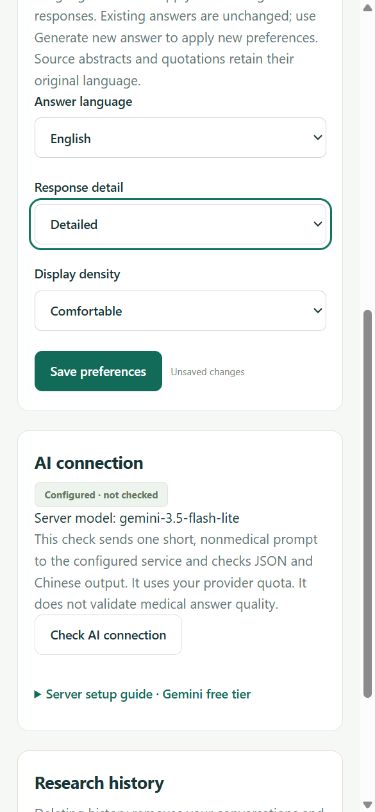 responses. Existing answers are unchanged; use
Generate new answer to apply new preferences.
Source abstracts and quotations retain their
original language.
Answer language
English
Response detail
Detailed
Display density
Comfortable
Save preferences
Unsaved changes
AI connection
Configured · not checked
Server model: gemini-3.5-flash-lite
This check sends one short, nonmedical prompt
to the configured service and checks JSON and
Chinese output. It uses your provider quota. It
does not validate medical answer quality.
Check AI connection
Server setup guide · Gemini free tier
Research history